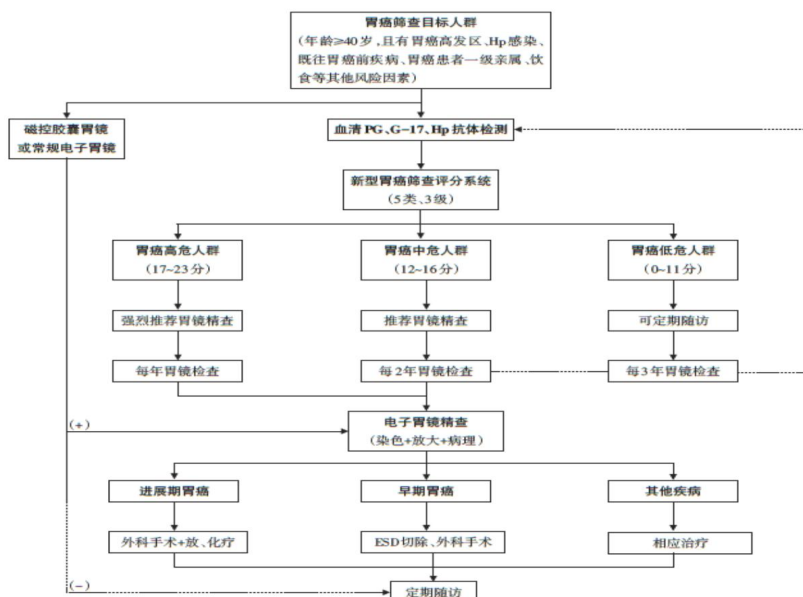 胃癌筛查目标人群
(年龄≥40岁,且有胃癌高发区、Hp感染、
既往胃癌前疾病、胃癌患者一级亲属、饮
食等其他风险因素)
磁控胶囊胃镜
或常规电子胃镜
血清PG、G-17、Hp抗体检测
新型胃癌筛查评分系统
(5类、3级)
胃癌高危人群
(17~23分)
胃癌中危人群
(12~16分)
胃癌低危人群
(0~11分)
强烈推荐胃镜精查
推荐胃镜精查
可定期随访
每年胃镜检查
每2年胃镜检查
每3年胃镜检查
(+)
电子胃镜精查
(染色+放大+病理)
进展期胃癌
早期胃癌
其他疾病
外科手术+放、化疗
ESD切除、外科手术
相应治疗
(-)
定期随访